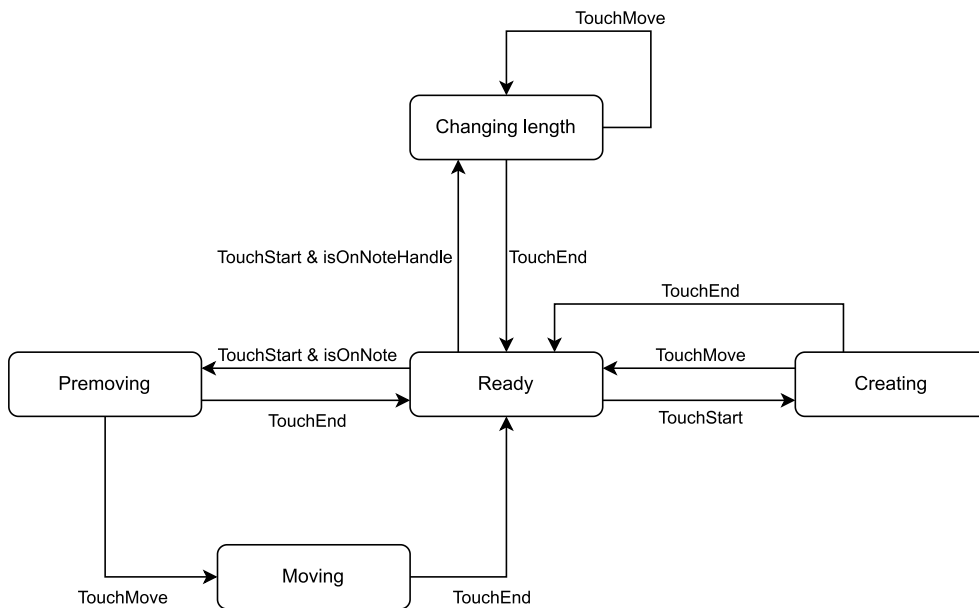 TouchMove
Changing length
TouchStart & isOnNoteHandle
TouchEnd
TouchEnd
TouchStart & isOnNote
TouchMove
Premoving
Ready
Creating
TouchEnd
TouchStart
Moving
TouchMove
TouchEnd